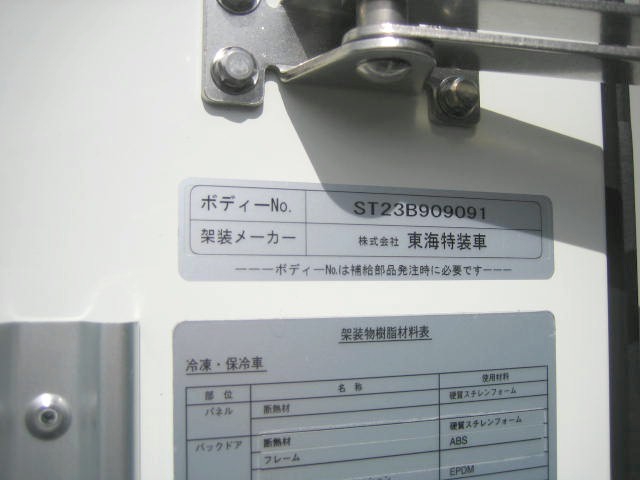 ボディーNo. ST23B909091
架装メーカー 株式会社 東海特装車
ーーーボディーNo.は補給部品発注時に必要ですーーー
架装物樹脂材料表
冷凍・保冷車
部位 名称 使用材料
パネル 断熱材 硬質スチレンフォーム
バックドア 断熱材 硬質スチレンフォーム
フレーム ABS
EPDM